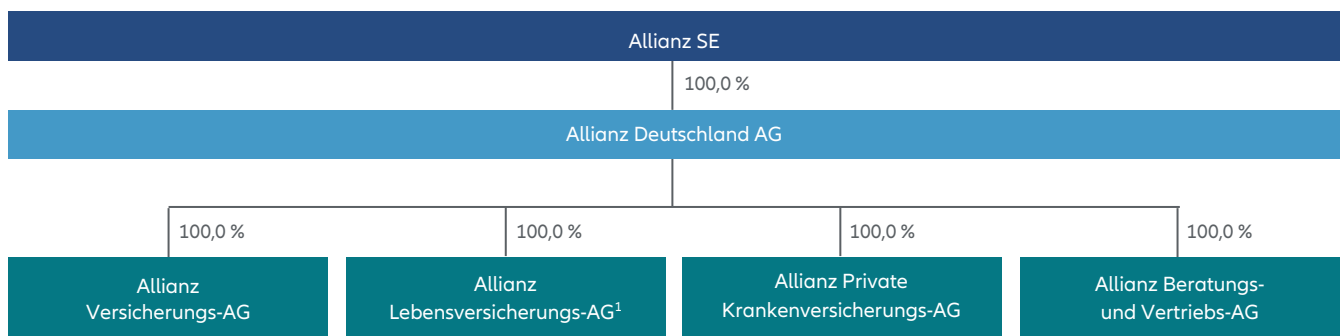 Allianz SE
100,0 %
Allianz Deutschland AG
100,0 %
100,0 %
100,0 %
100,0 %
Allianz
Versicherungs-AG
Allianz
Lebensversicherungs-AG¹
Allianz Private
Krankenversicherungs-AG
Allianz Beratungs-
und Vertriebs-AG